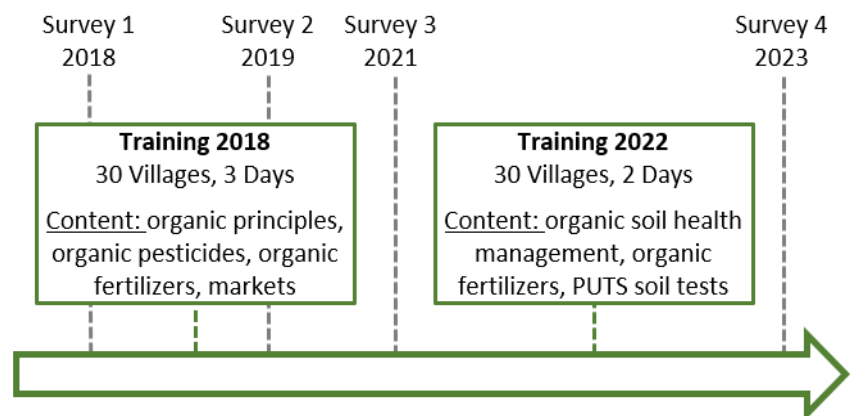 Survey 1
2018
Survey 2
2019
Survey 3
2021
Survey 4
2023
Training 2018
30 Villages, 3 Days
Content: organic principles,
organic pesticides, organic
fertilizers, markets
Training 2022
30 Villages, 2 Days
Content: organic soil health
management, organic
fertilizers, PUTS soil tests